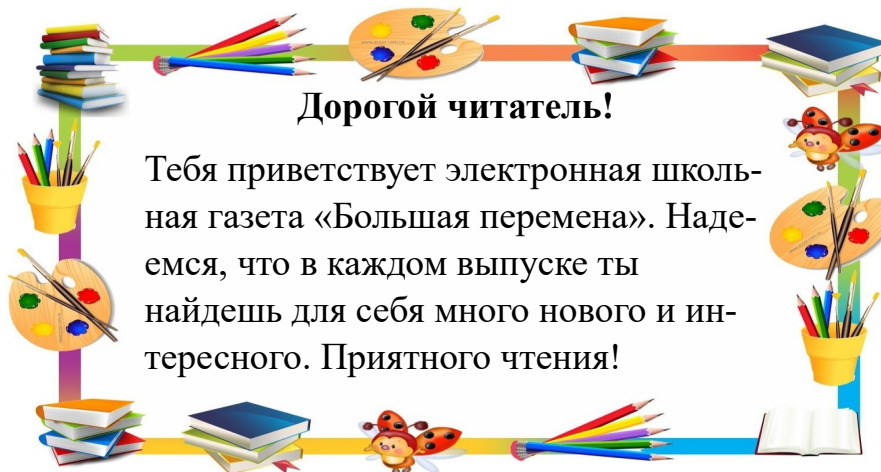 Дорогой читатель!
Тебя приветствует электронная школь-
ная газета «Большая перемена». Наде-
емся, что в каждом выпуске ты
найдешь для себя много нового и ин-
тересного. Приятного чтения!